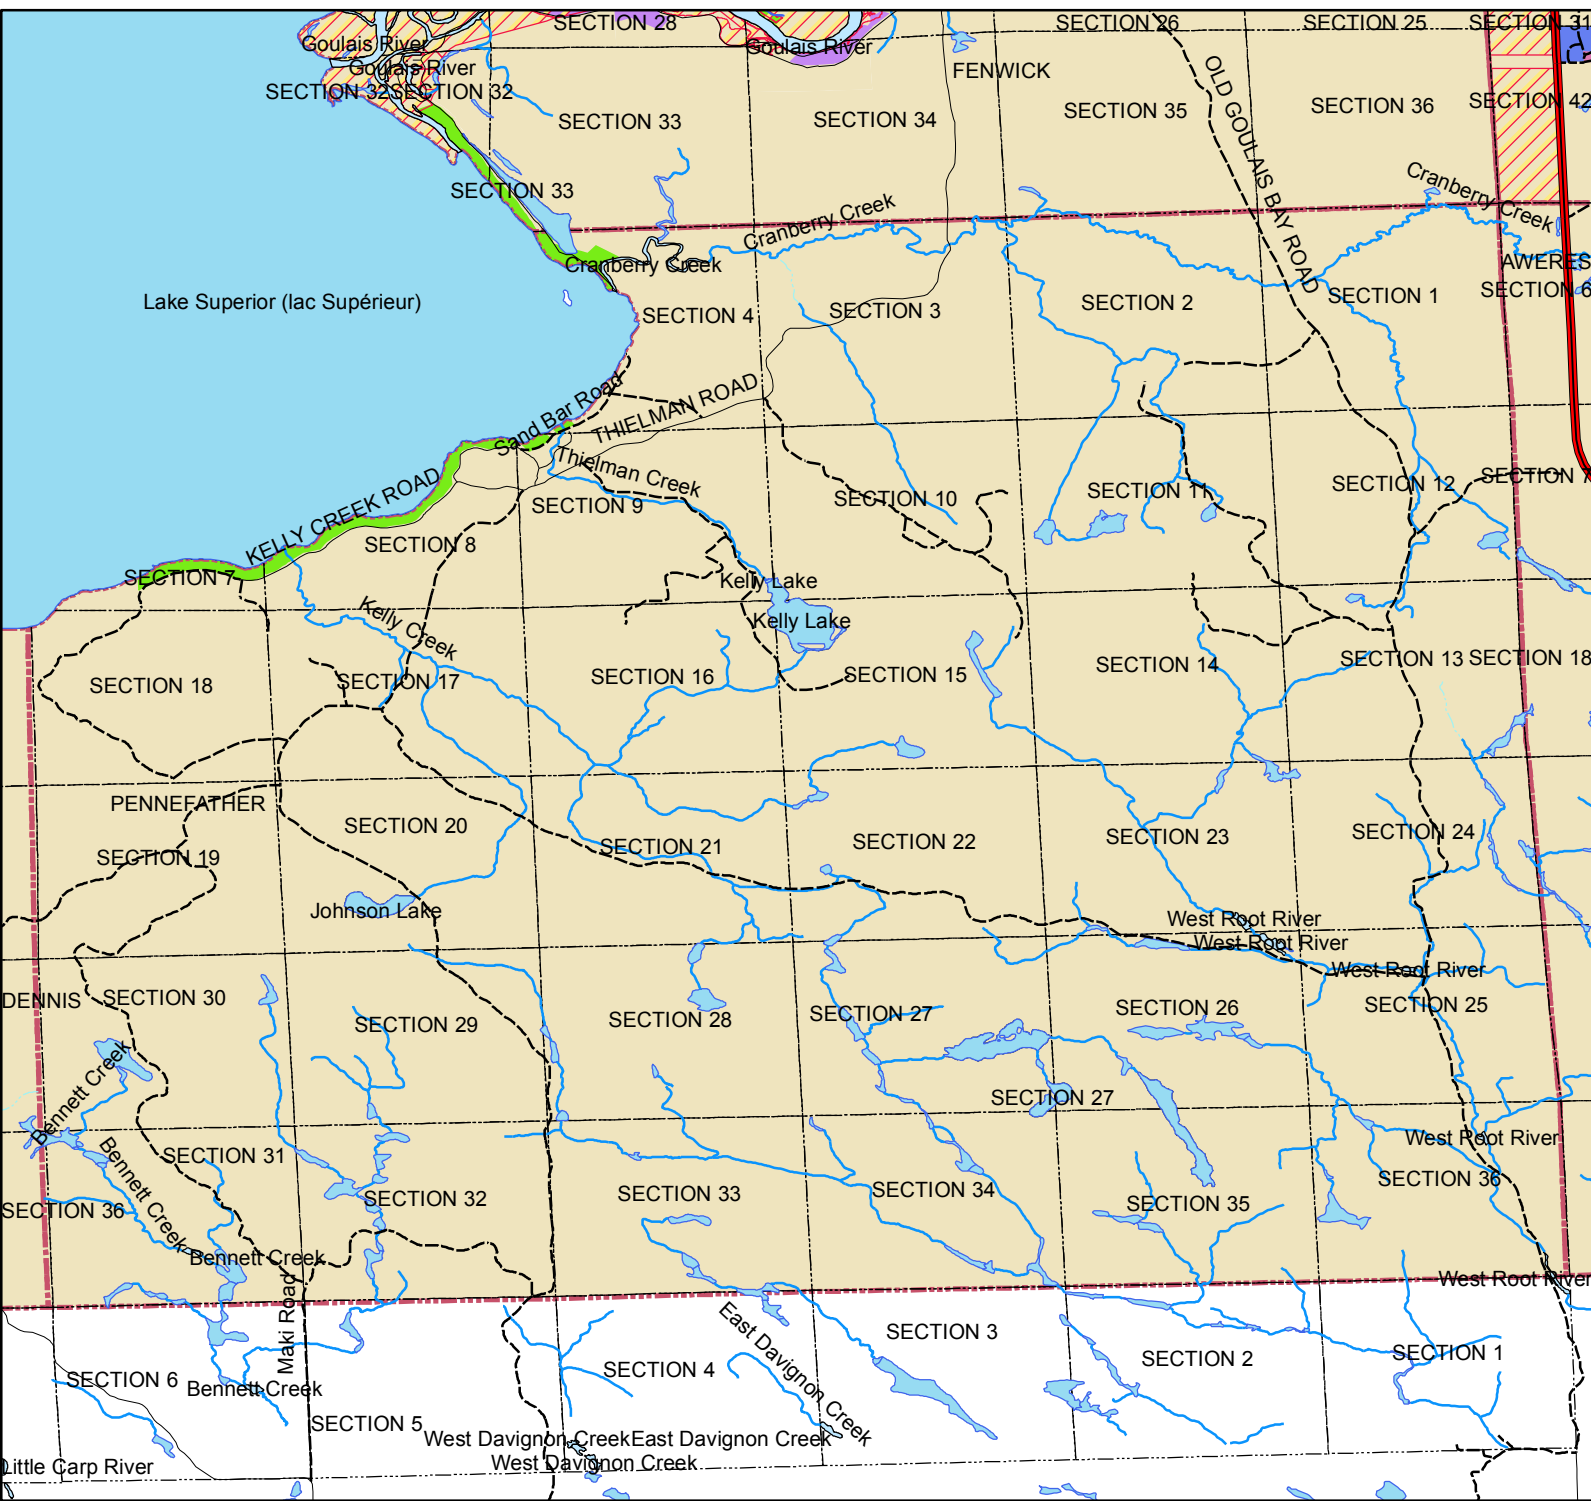 SECTION 28
SECTION 26
SECTION 25
SECTION 31
Goulais River
Goulais River
Goulais River
FENWICK
SECTION 32
SECTION 32
SECTION 33
SECTION 34
SECTION 35
SECTION 36
SECTION 42
OLD GOULAIS BAY ROAD
SECTION 33
Cranberry Creek
Cranberry Creek
Cranberry Creek
AWERES
Lake Superior (lac Supérieur)
SECTION 4
SECTION 3
SECTION 2
SECTION 1
SECTION 6
Sand Bar Road
THIELMAN ROAD
Thielman Creek
KELLY CREEK ROAD
SECTION 9
SECTION 10
SECTION 11
SECTION 12
SECTION 7
SECTION 8
SECTION 7
Kelly Lake
Kelly Lake
Kelly Creek
SECTION 18
SECTION 17
SECTION 16
SECTION 15
SECTION 14
SECTION 13
SECTION 18
PENNEFATHER
SECTION 20
SECTION 19
SECTION 21
SECTION 22
SECTION 23
SECTION 24
Johnson Lake
West Root River
West Root River
West Root River
DENNIS
SECTION 30
SECTION 29
SECTION 28
SECTION 27
SECTION 26
SECTION 25
Bennett Creek
SECTION 27
West Root River
Bennett Creek
SECTION 31
SECTION 32
SECTION 33
SECTION 34
SECTION 35
SECTION 36
SECTION 36
Bennett Creek
West Root River
Maki Road
East Davignon Creek
SECTION 3
SECTION 2
SECTION 1
SECTION 4
SECTION 6
Bennett Creek
SECTION 5
West Davignon Creek
East Davignon Creek
West Davignon Creek
Little Carp River